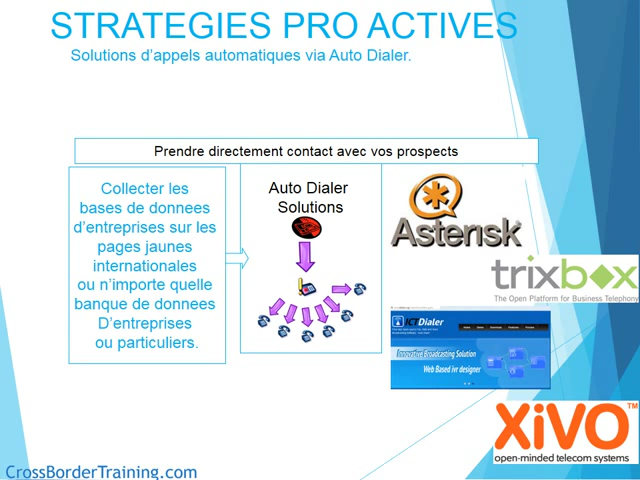 STRATEGIES PRO ACTIVES
Solutions d'appels automatiques via Auto Dialer.
Prendre directement contact avec vos prospects
Collecter les
bases de donnees
d'entreprises sur les
pages jaunes
internationales
ou n'importe quelle
banque de donnees
D'entreprises
ou particuliers.
Auto Dialer
Solutions
Asterisk
trixbox
The Open Platform for Business Telephony
ICTDialer
Innovative Broadcasting Solution
Web Based ivr designer
XiVO TM
open-minded telecom systems
CrossBorderTraining.com